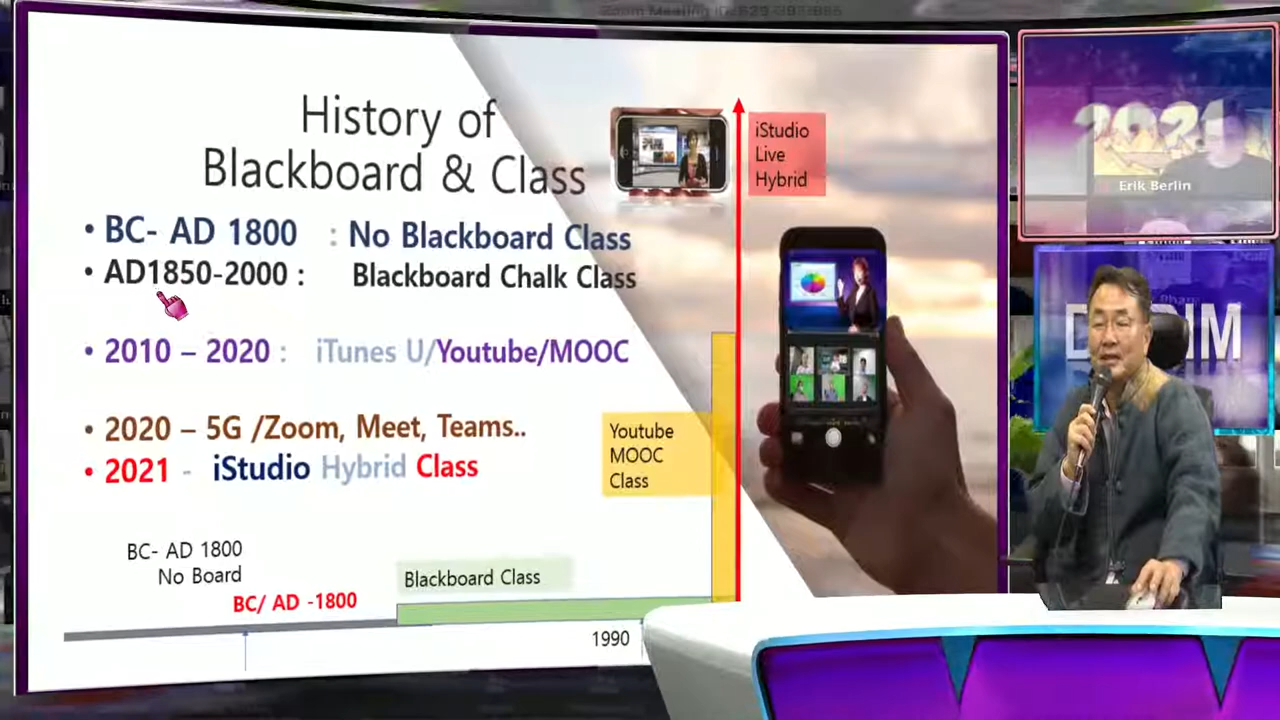 History of
Blackboard & Class
• BC- AD 1800 : No Blackboard Class
• AD1850-2000 : Blackboard Chalk Class
• 2010 – 2020 : iTunes U/Youtube/MOOC
• 2020 – 5G /Zoom, Meet, Teams..
• 2021 - iStudio Hybrid Class
iStudio
Live
Hybrid
Youtube
MOOC
Class
BC- AD 1800
No Board
BC/ AD -1800
Blackboard Class
1990
2021
Erik Berlin